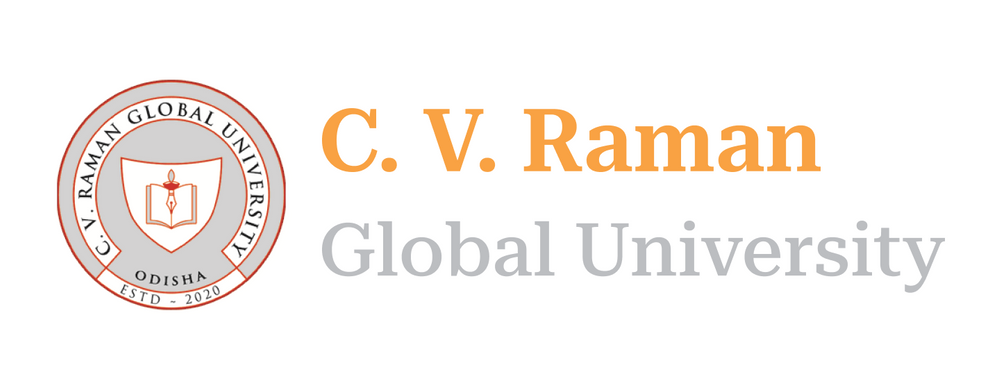 C. V. RAMAN GLOBAL UNIVERSITY
ODISHA
ESTD ~ 2020
C. V. Raman
Global University